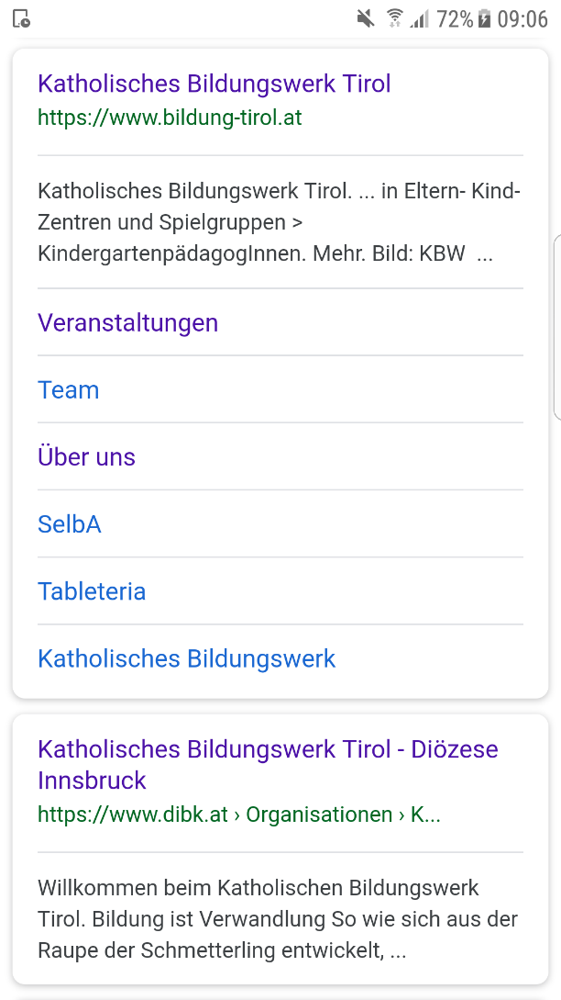 72% 09:06
Katholisches Bildungswerk Tirol
https://www.bildung-tirol.at
Katholisches Bildungswerk Tirol. ... in Eltern- Kind-
Zentren und Spielgruppen >
KindergartenpädagogInnen. Mehr. Bild: KBW ...
Veranstaltungen
Team
Über uns
SelbA
Tableteria
Katholisches Bildungswerk
Katholisches Bildungswerk Tirol - Diözese
Innsbruck
https://www.dibk.at › Organisationen › K...
Willkommen beim Katholischen Bildungswerk
Tirol. Bildung ist Verwandlung So wie sich aus der
Raupe der Schmetterling entwickelt, ...